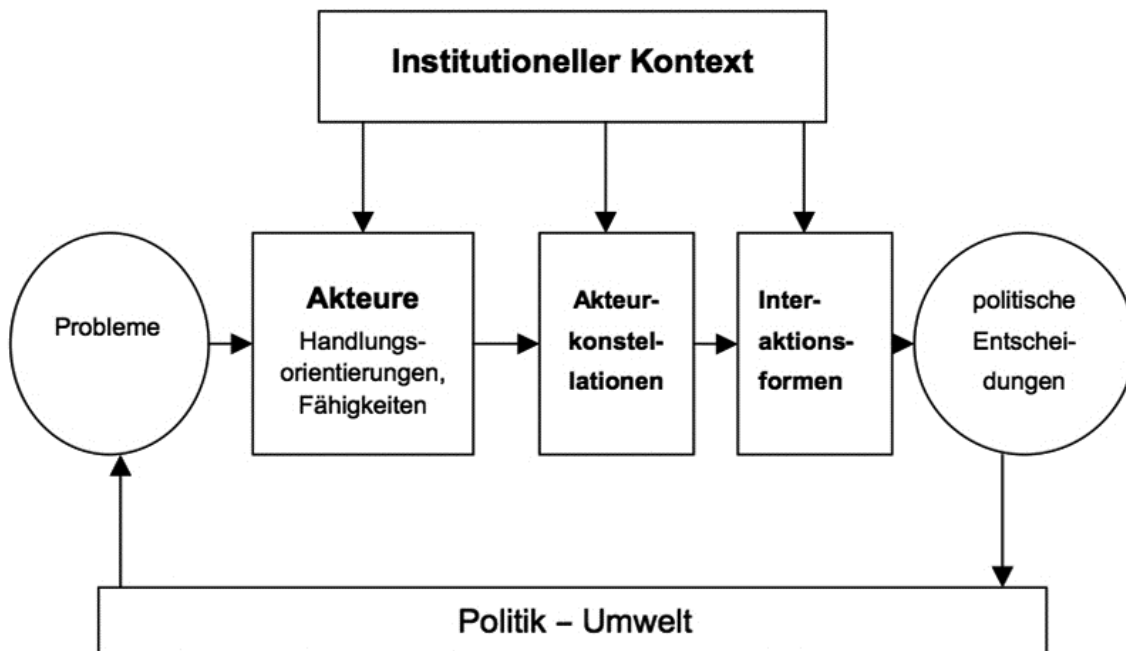 Institutioneller Kontext
Probleme
Akteure
Handlungs-
orientierungen,
Fähigkeiten
Akteur-
konstel-
lationen
Inter-
aktions-
formen
politische
Entschei-
dungen
Politik – Umwelt